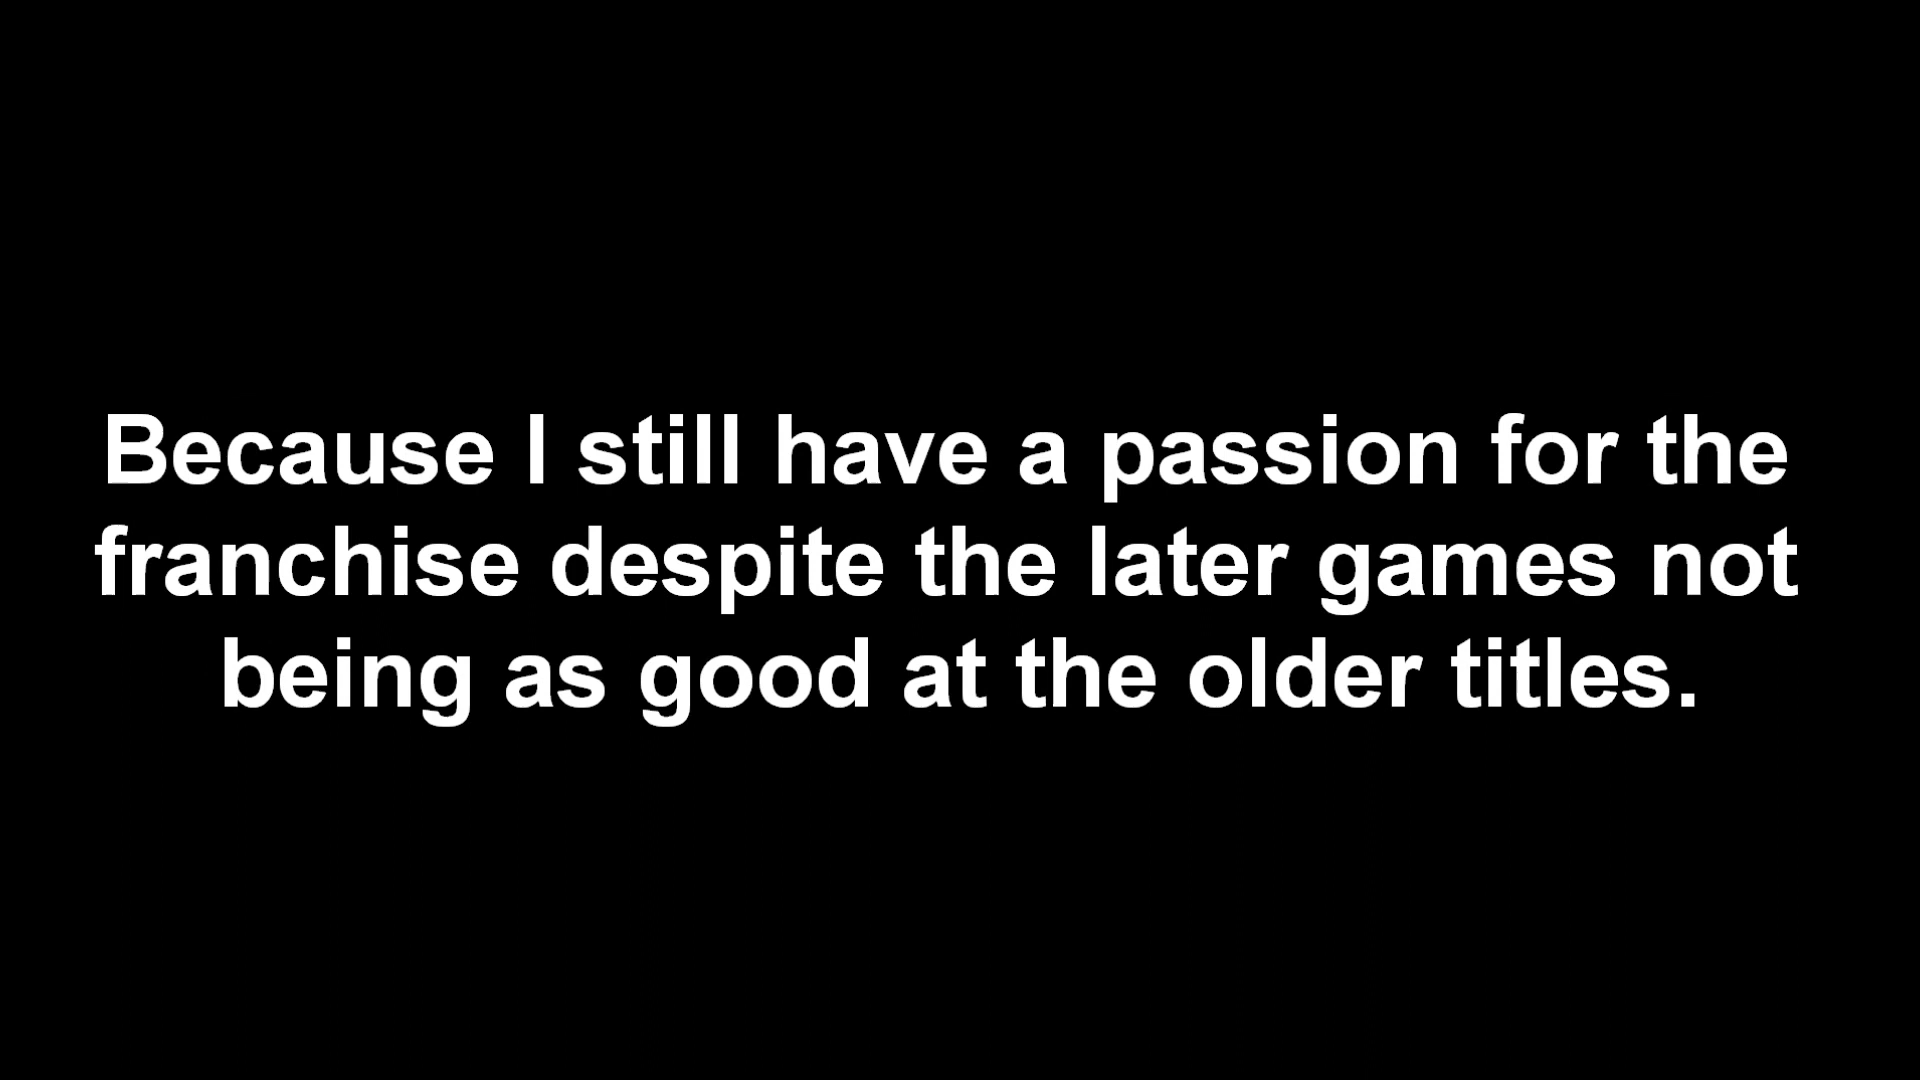 Because I still have a passion for the
franchise despite the later games not
being as good at the older titles.